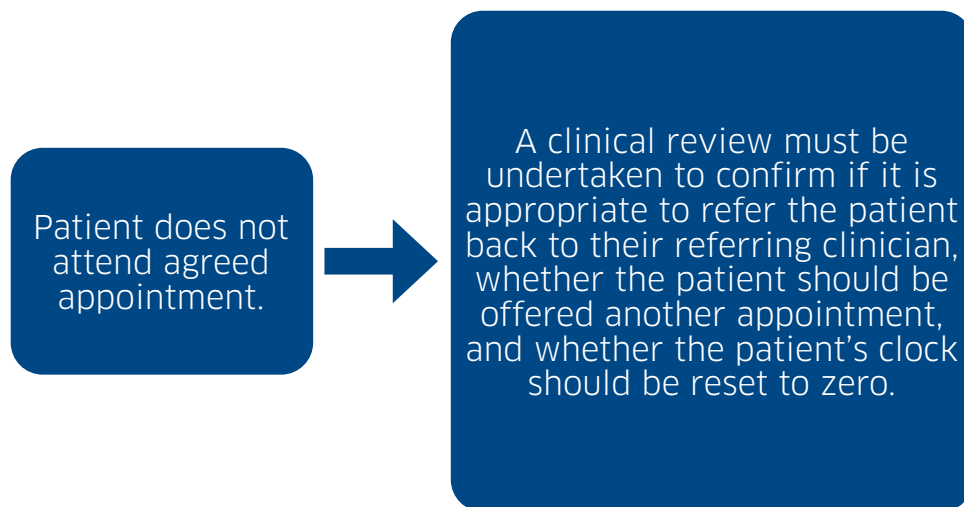 Patient does not
attend agreed
appointment.
A clinical review must be
undertaken to confirm if it is
appropriate to refer the patient
back to their referring clinician,
whether the patient should be
offered another appointment,
and whether the patient’s clock
should be reset to zero.